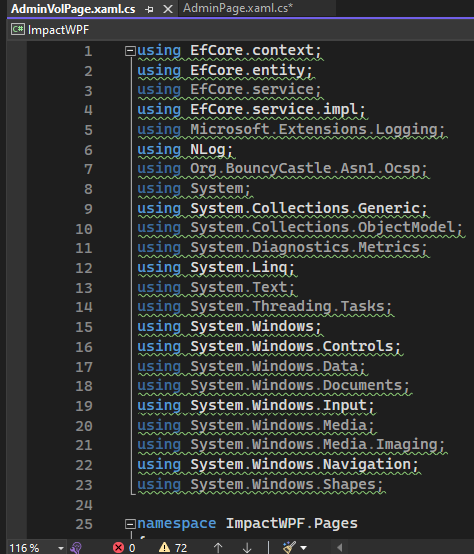 AdminVolPage.xaml.cs AdminPage.xaml.cs*
C# ImpactWPF
1 using EfCore.context;
2 using EfCore.entity;
3 using EfCore.service;
4 using EfCore.service.impl;
5 using Microsoft.Extensions.Logging;
6 using NLog;
7 using Org.BouncyCastle.Asn1.Ocsp;
8 using System;
9 using System.Collections.Generic;
10 using System.Collections.ObjectModel;
11 using System.Diagnostics.Metrics;
12 using System.Linq;
13 using System.Text;
14 using System.Threading.Tasks;
15 using System.Windows;
16 using System.Windows.Controls;
17 using System.Windows.Data;
18 using System.Windows.Documents;
19 using System.Windows.Input;
20 using System.Windows.Media;
21 using System.Windows.Media.Imaging;
22 using System.Windows.Navigation;
23 using System.Windows.Shapes;
24
25 namespace ImpactWPF.Pages
116 % 0 72